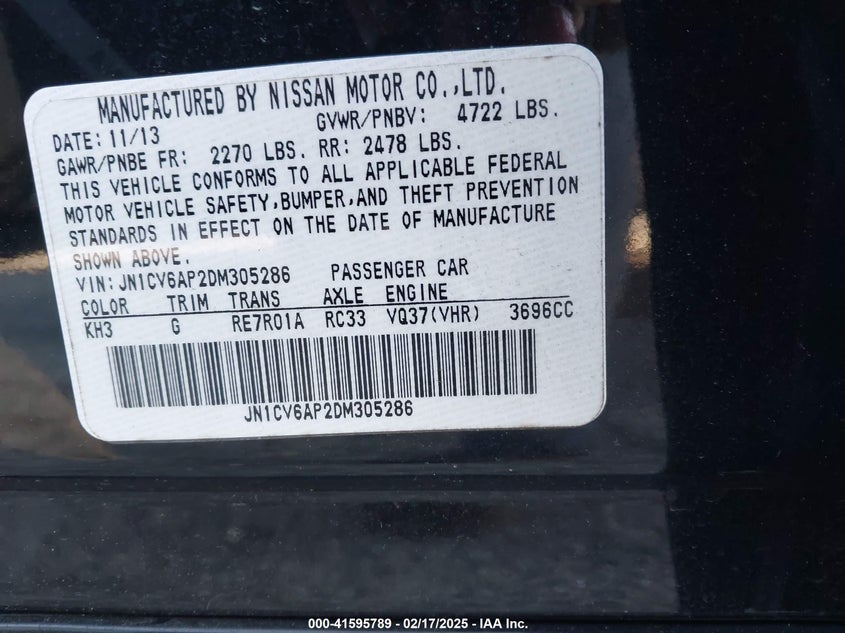 MANUFACTURED BY NISSAN MOTOR CO.,LTD.
DATE: 11/13 GVWR/PNBV: 4722 LBS.
GAWR/PNBE FR: 2270 LBS. RR: 2478 LBS.
THIS VEHICLE CONFORMS TO ALL APPLICABLE FEDERAL
MOTOR VEHICLE SAFETY,BUMPER,AND THEFT PREVENTION
STANDARDS IN EFFECT ON THE DATE OF MANUFACTURE
SHOWN ABOVE.
VIN:JN1CV6AP2DM305286 PASSENGER CAR
COLOR TRIM TRANS AXLE ENGINE
KH3 G RE7R01A RC33 VQ37(VHR) 3696CC
JN1CV6AP2DM305286
000-41595789 - 02/17/2025 - IAA Inc.